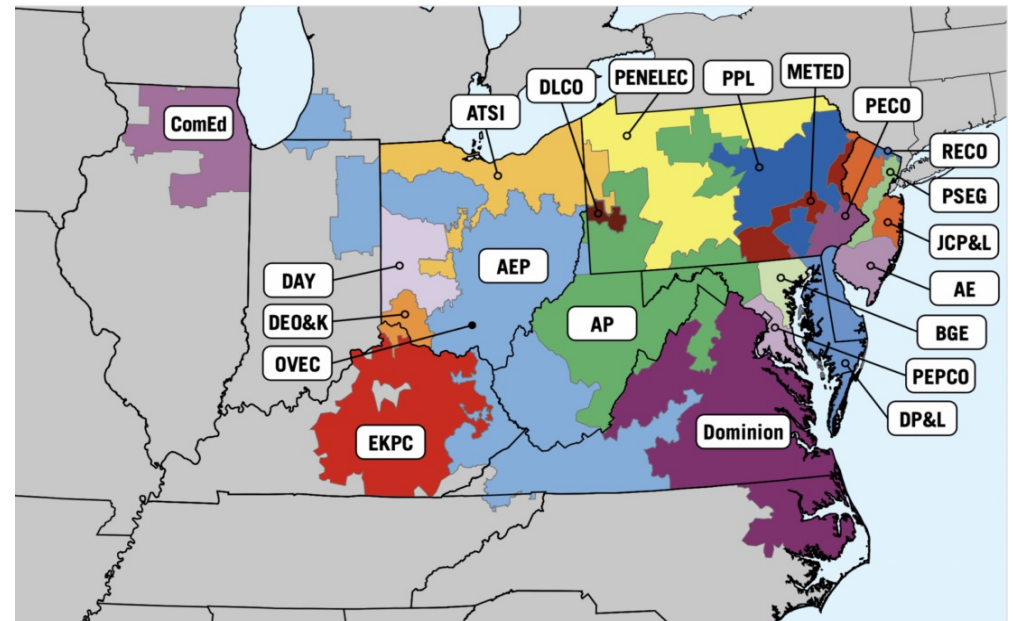 ComEd
ATSI
DLCO
PENELEC
PPL
METED
PECO
RECO
PSEG
JCP&L
AE
BGE
PEPCO
DP&L
DAY
DEO&K
OVEC
AEP
AP
EKPC
Dominion